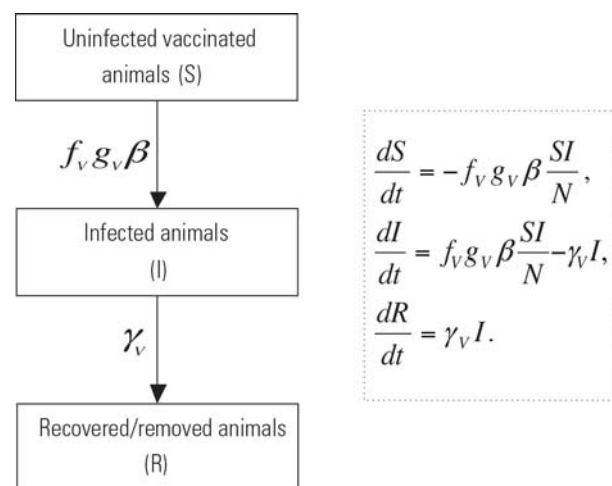 Uninfected vaccinated
animals (S)
f_v g_v β
Infected animals
(I)
γ_v
Recovered/removed animals
(R)
dS/dt = -f_V g_V β SI/N,
dI/dt = f_V g_V β SI/N - γ_V I,
dR/dt = γ_V I.